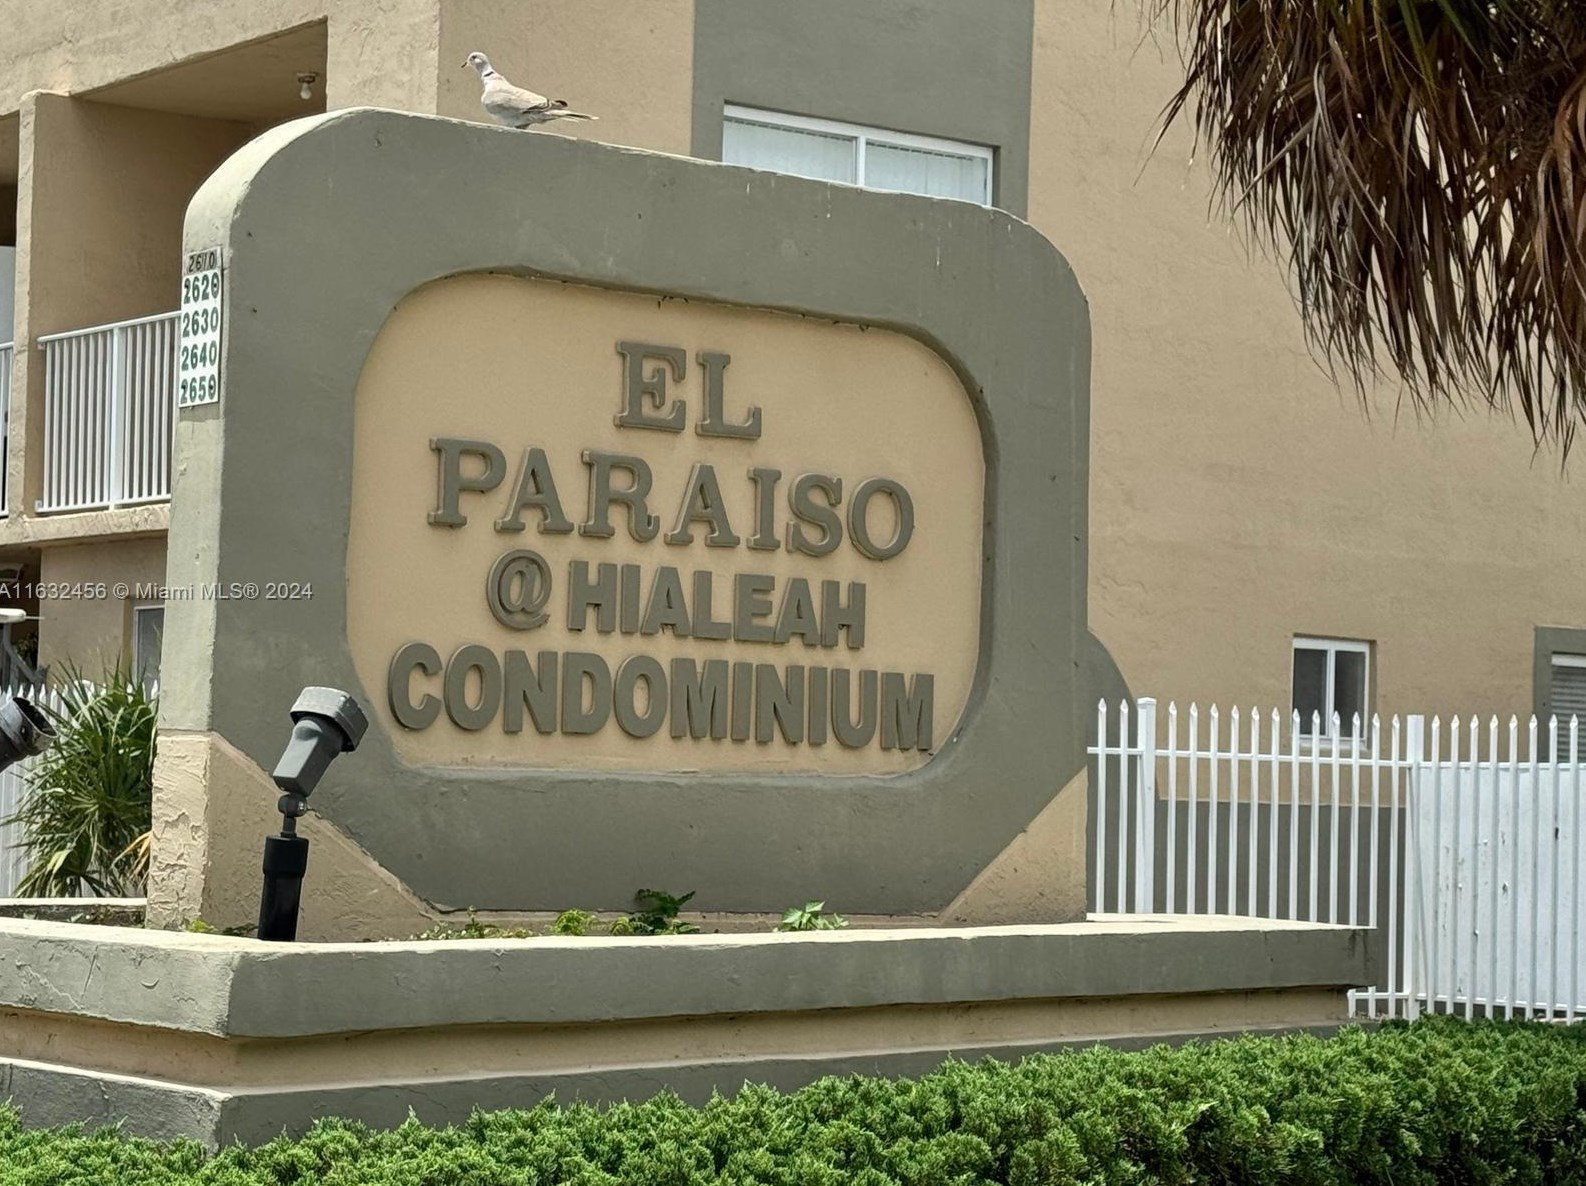 2610
2620
2630
2640
2650
EL
PARAISO
@ HIALEAH
CONDOMINIUM
A11632456 © Miami MLS® 2024